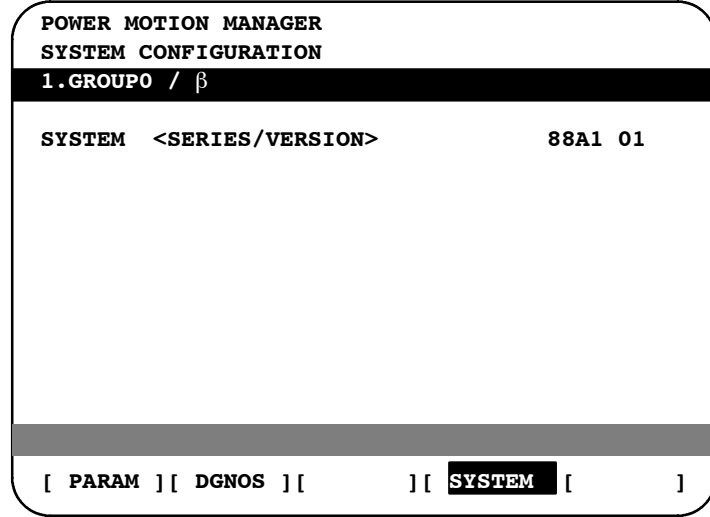 POWER MOTION MANAGER
SYSTEM CONFIGURATION
1.GROUP0 / β
SYSTEM <SERIES/VERSION> 88A1 01
[ PARAM ][ DGNOS ][ ][ SYSTEM [ ]